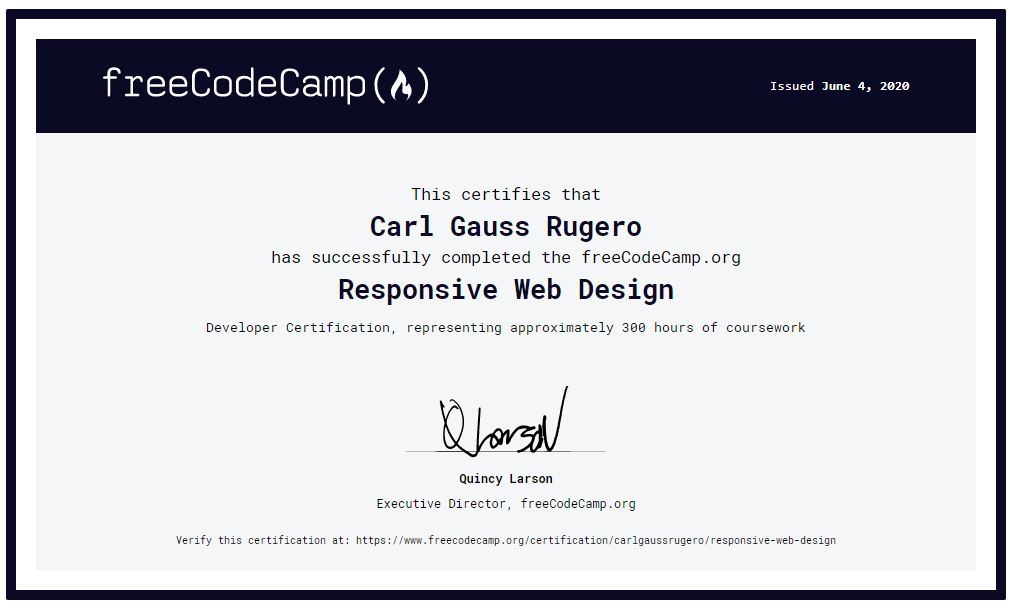 freeCodeCamp
Issued June 4, 2020
This certifies that
Carl Gauss Rugero
has successfully completed the freeCodeCamp.org
Responsive Web Design
Developer Certification, representing approximately 300 hours of coursework
Q Larson
Quincy Larson
Executive Director, freeCodeCamp.org
Verify this certification at: https://www.freecodecamp.org/certification/carlgaussrugero/responsive-web-design